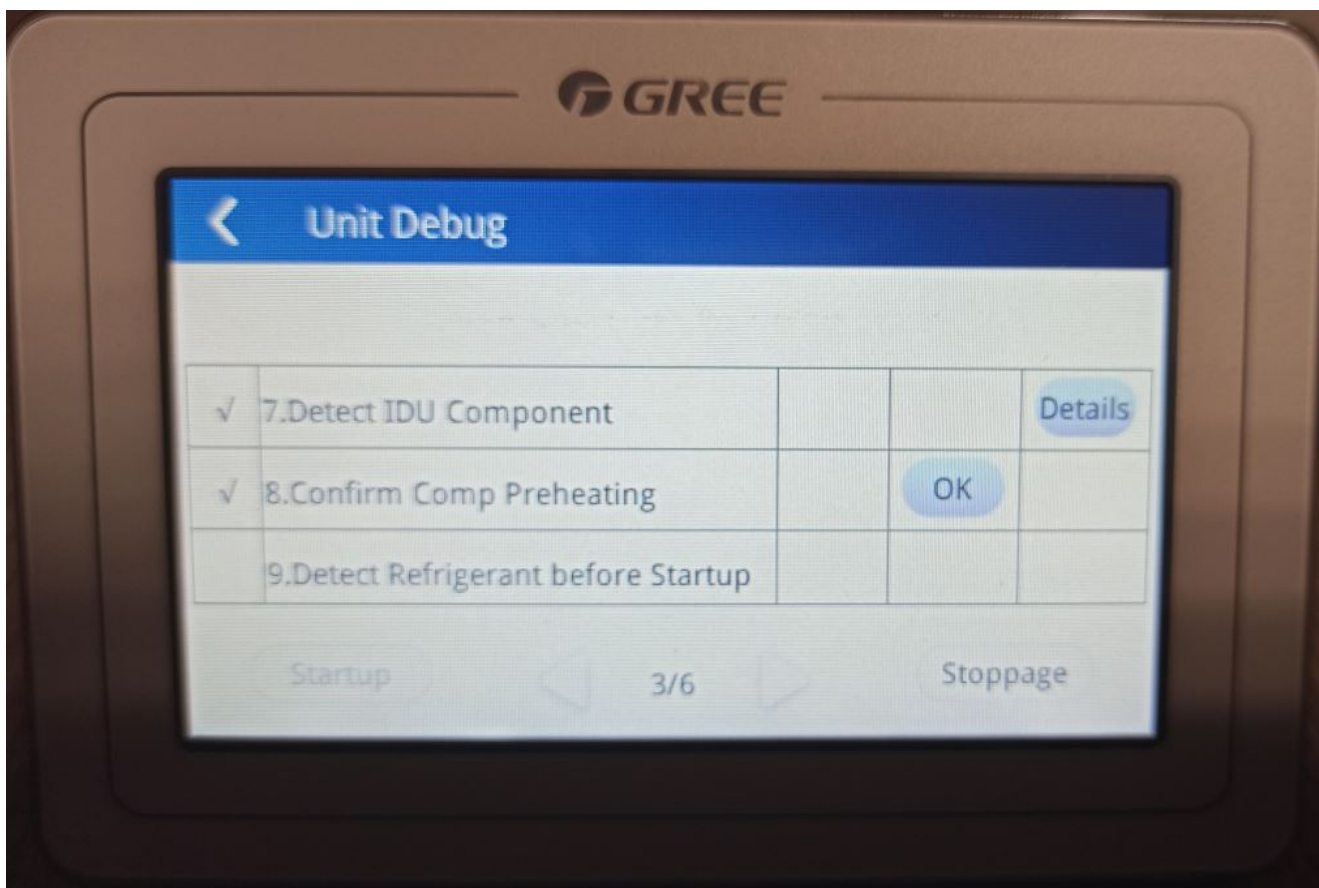 GREE
Unit Debug
√ 7.Detect IDU Component Details
√ 8.Confirm Comp Preheating OK
9.Detect Refrigerant before Startup
Startup 3/6 Stoppage